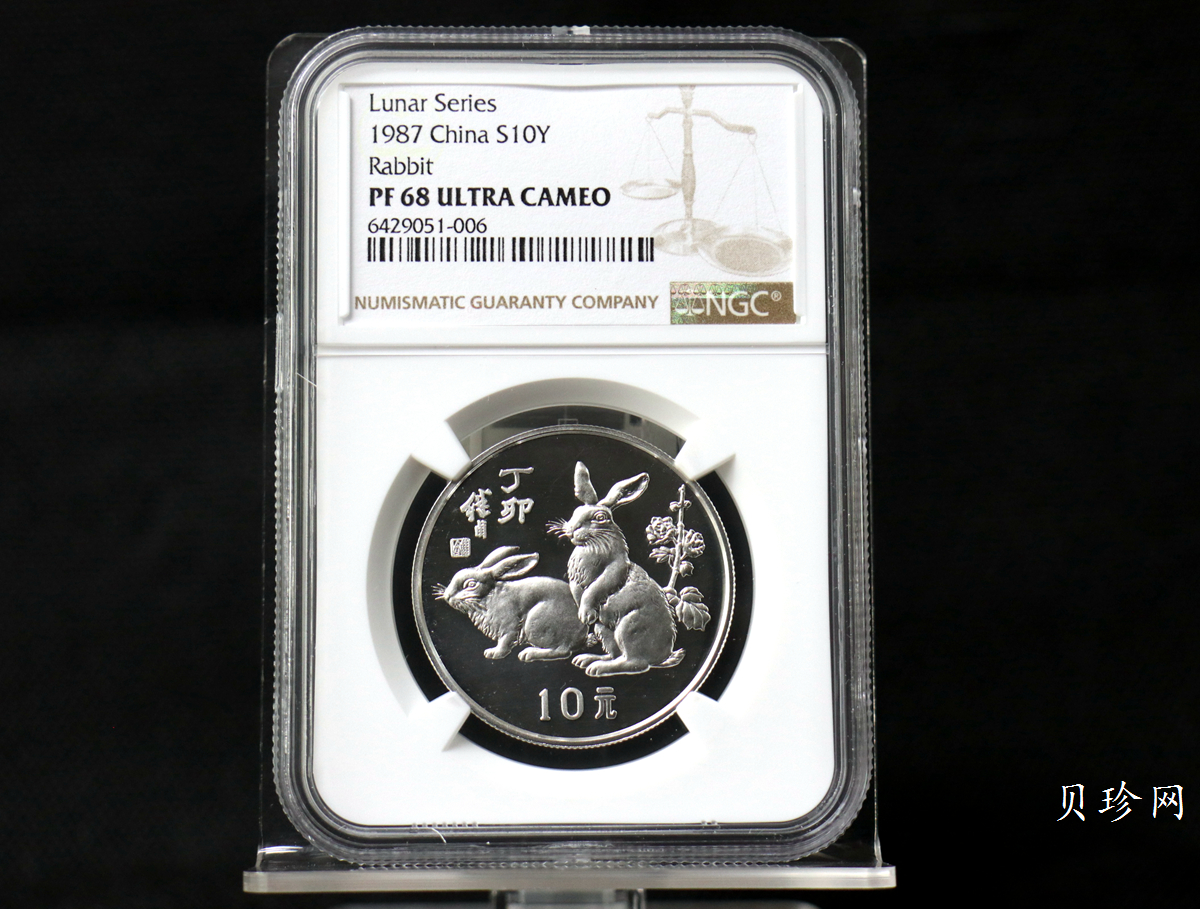 Lunar Series
1987 China S10Y
Rabbit
PF 68 ULTRA CAMEO
6429051-006
NUMISMATIC GUARANTY COMPANY
NGC®
丁卯
10元
贝珍网